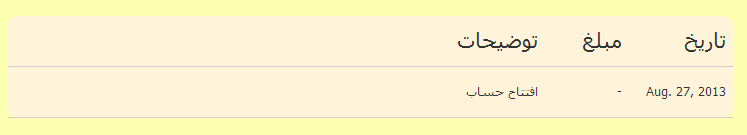 تاریخ مبلغ توضیحات
Aug. 27, 2013 - افتتاح حساب